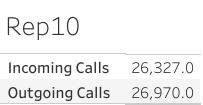 Rep10
Incoming Calls 26,327.0
Outgoing Calls 26,970.0